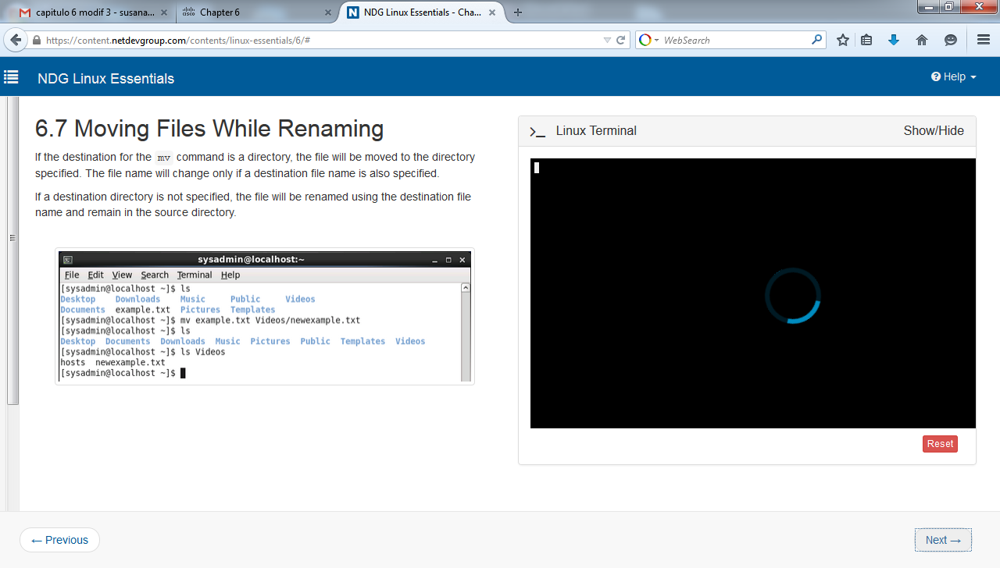 capitulo 6 modif 3 - susana... Chapter 6 NDG Linux Essentials - Cha...
https://content.netdevgroup.com/contents/linux-essentials/6/# WebSearch
NDG Linux Essentials Help
6.7 Moving Files While Renaming
If the destination for the mv command is a directory, the file will be moved to the directory
specified. The file name will change only if a destination file name is also specified.
If a destination directory is not specified, the file will be renamed using the destination file
name and remain in the source directory.
sysadmin@localhost:~
File Edit View Search Terminal Help
[sysadmin@localhost ~]$ ls
Desktop Downloads Music Public Videos
Documents example.txt Pictures Templates
[sysadmin@localhost ~]$ mv example.txt Videos/newexample.txt
[sysadmin@localhost ~]$ ls
Desktop Documents Downloads Music Pictures Public Templates Videos
[sysadmin@localhost ~]$ ls Videos
hosts newexample.txt
[sysadmin@localhost ~]$
Linux Terminal Show/Hide
Reset
← Previous Next →